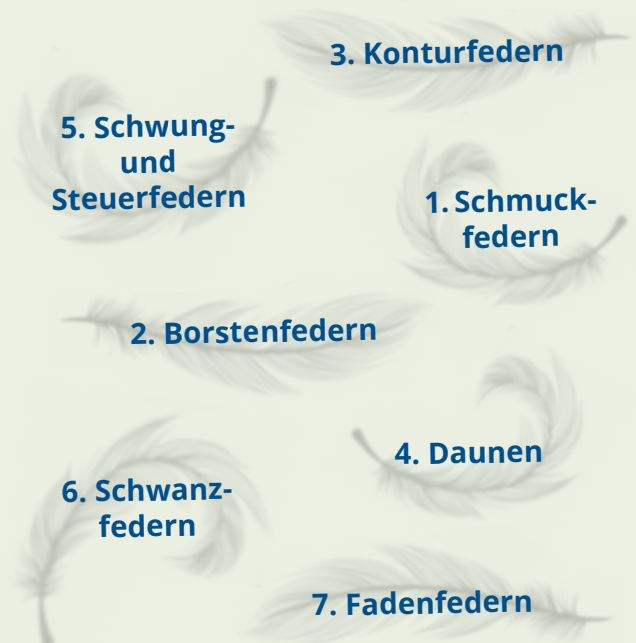 3. Konturfedern
5. Schwung-
und
Steuerfedern
1. Schmuck-
federn
2. Borstenfedern
4. Daunen
6. Schwanz-
federn
7. Fadenfedern